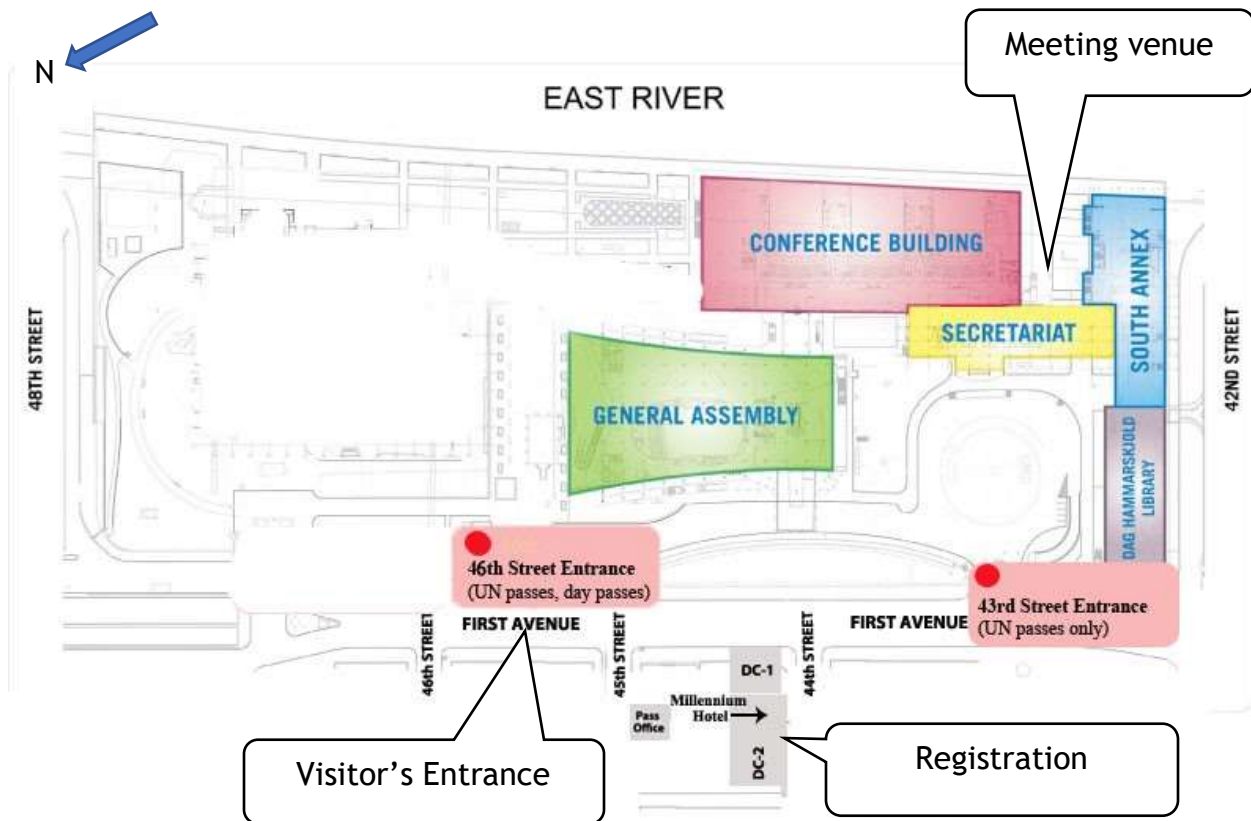 N
Meeting venue
EAST RIVER
CONFERENCE BUILDING
SECRETARIAT
SOUTH ANNEX
48TH STREET
42ND STREET
GENERAL ASSEMBLY
DAG HAMMARSKJOLD
LIBRARY
46th Street Entrance
(UN passes, day passes)
43rd Street Entrance
(UN passes only)
FIRST AVENUE
FIRST AVENUE
46th STREET
45th STREET
44th STREET
DC-1
Millennium
Hotel
Pass
Office
DC-2
Visitor’s Entrance
Registration